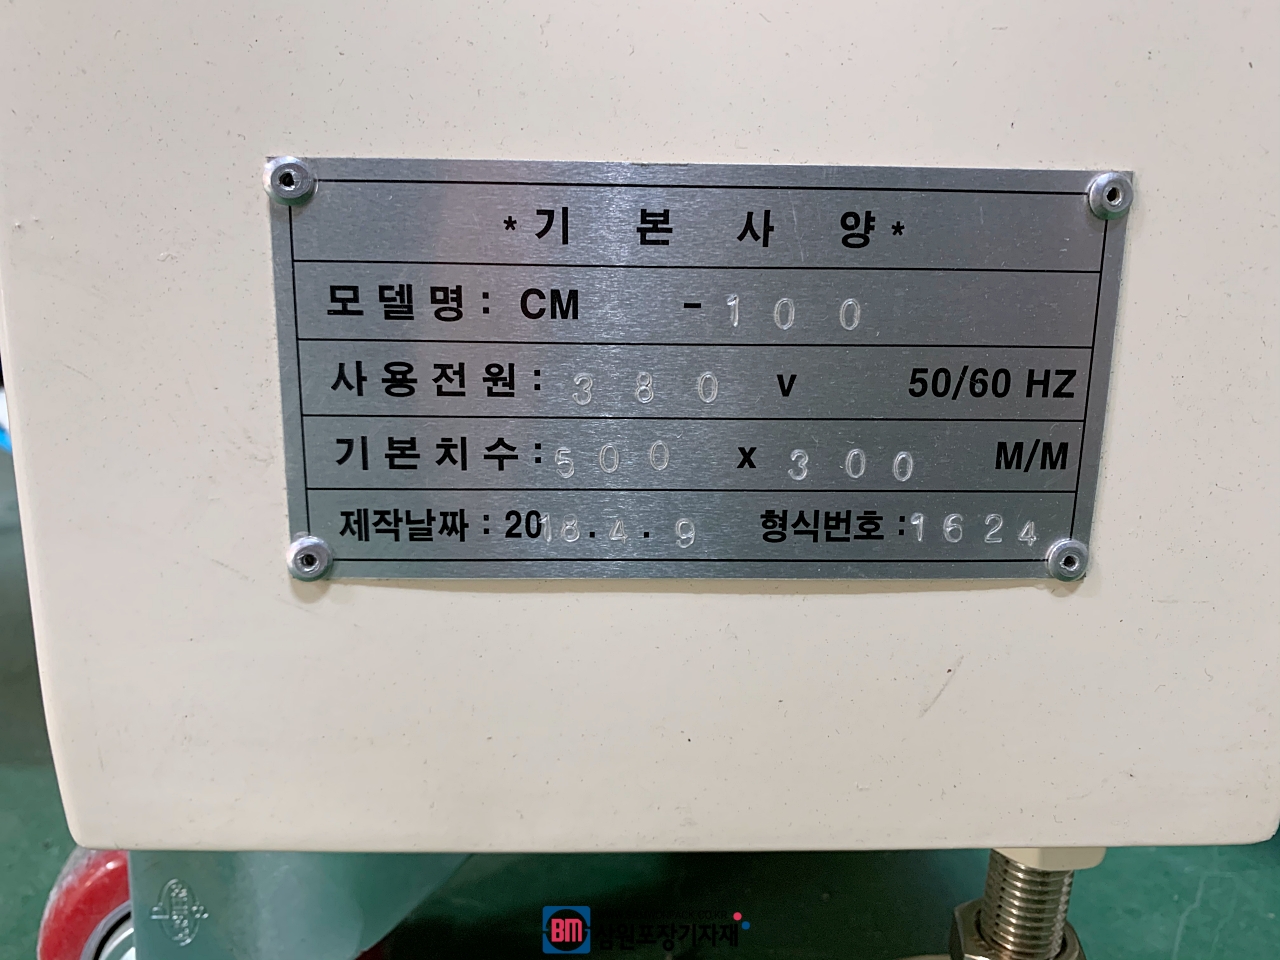 *기 본 사 양*
모델명: CM -100
사용전원: 380 V 50/60 HZ
기본치수: 500 X 300 M/M
제작날짜 : 2018.4.9 형식번호 :1624
BM
포장기자재